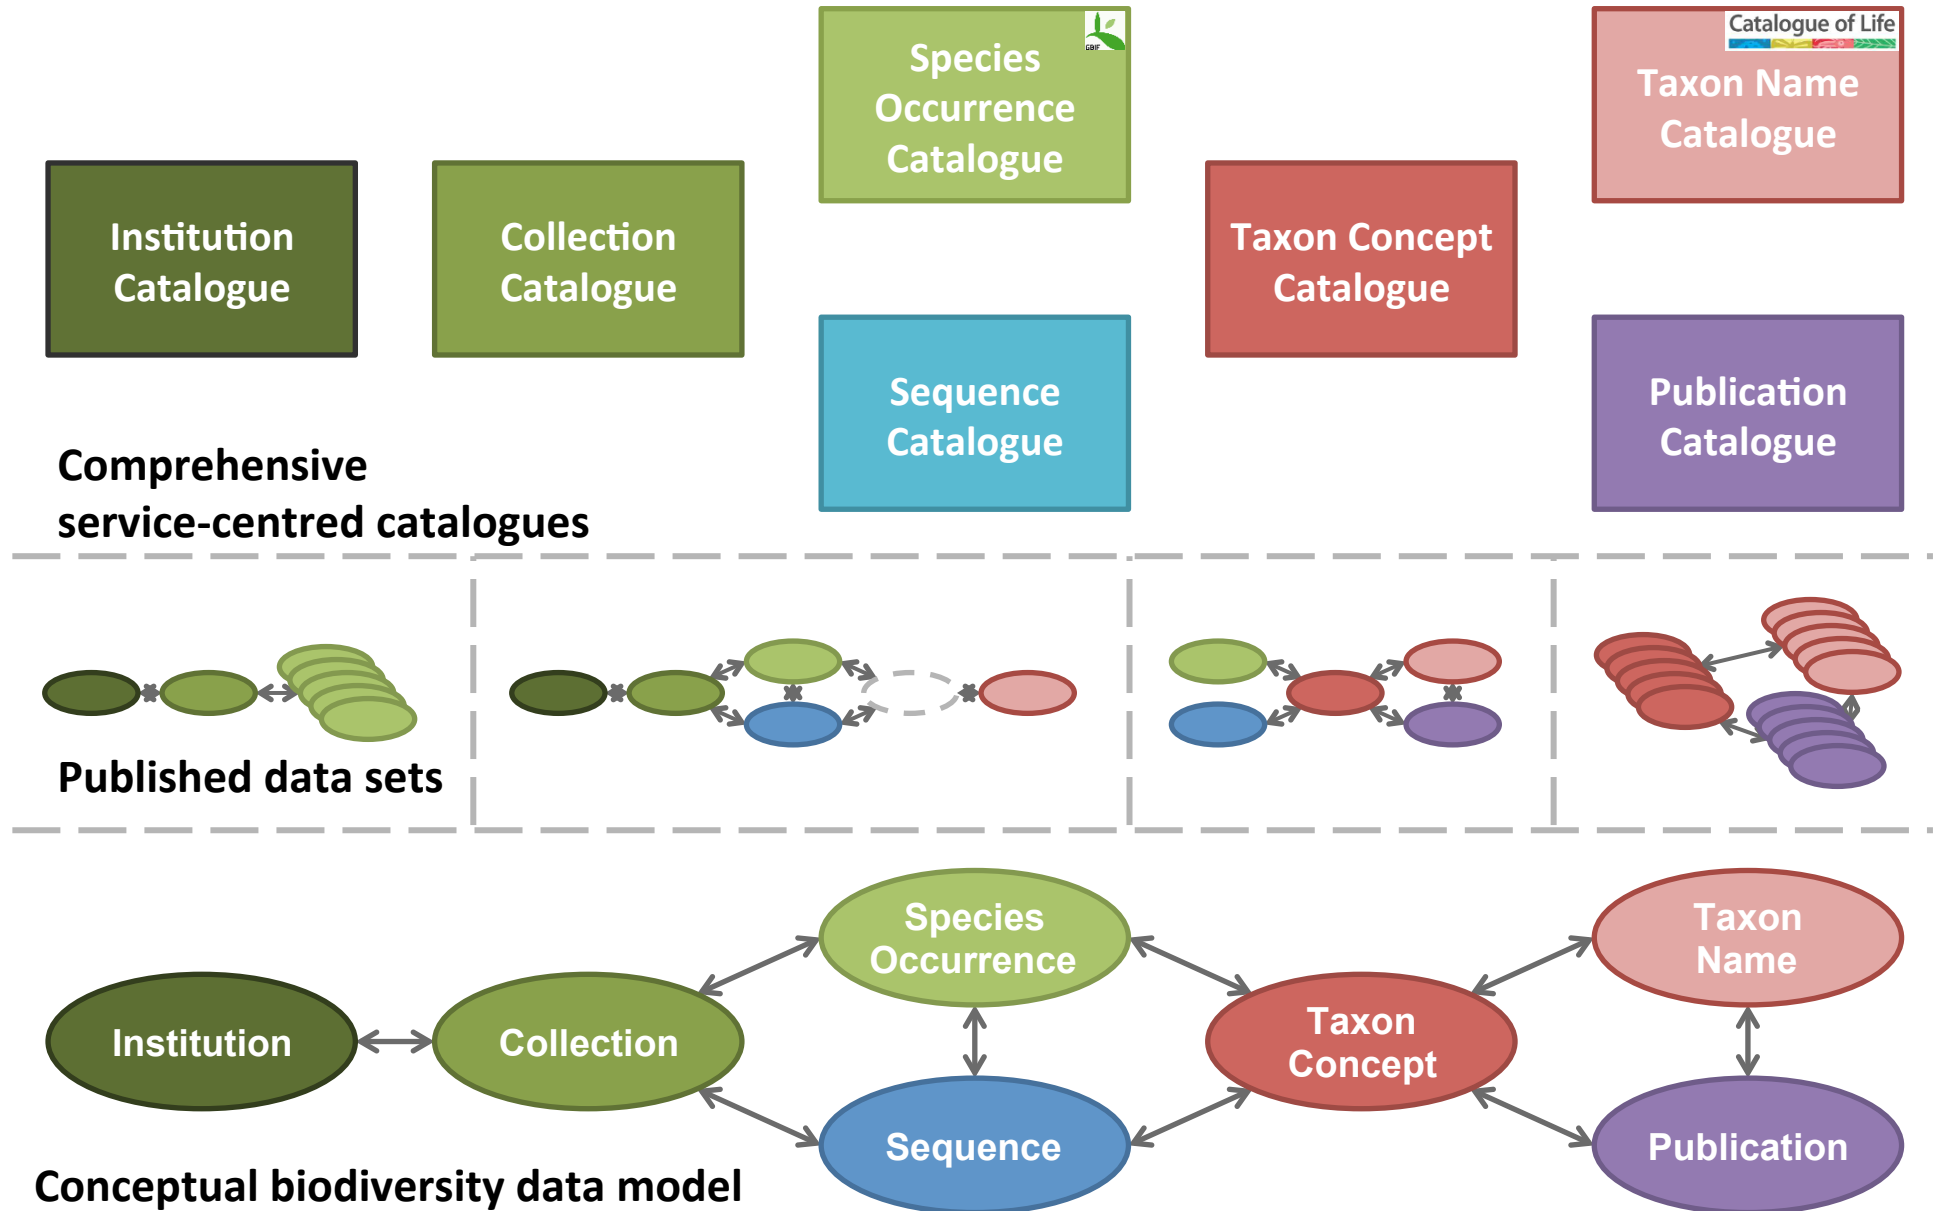 Species
Occurrence
Catalogue
GBIF
Catalogue of Life
Taxon Name
Catalogue
Institution
Catalogue
Collection
Catalogue
Taxon Concept
Catalogue
Sequence
Catalogue
Publication
Catalogue
Comprehensive
service-centred catalogues
Published data sets
Species
Occurrence
Taxon
Name
Institution
Collection
Taxon
Concept
Sequence
Publication
Conceptual biodiversity data model